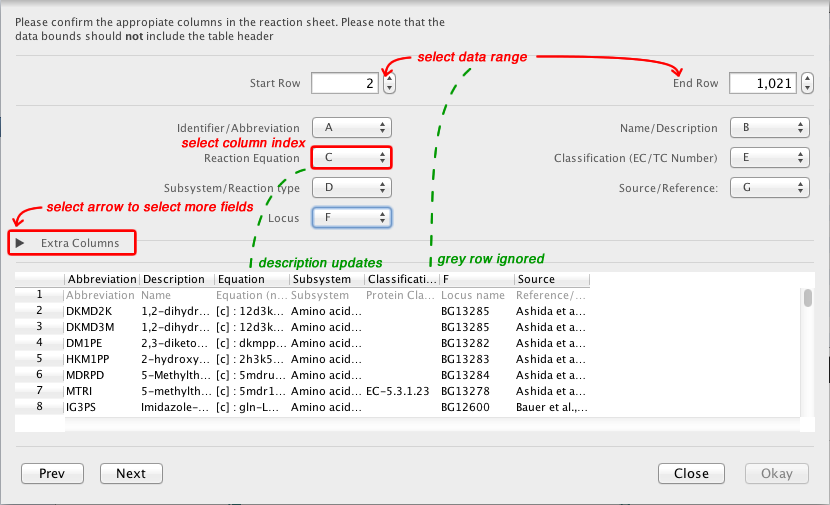 Please confirm the appropiate columns in the reaction sheet. Please note that the
data bounds should not include the table header
select data range
Start Row 2 End Row 1,021
Identifier/Abbreviation A Name/Description B
select column index
Reaction Equation C Classification (EC/TC Number) E
Subsystem/Reaction type D Source/Reference: G
select arrow to select more fields
Locus F
Extra Columns
description updates grey row ignored
Abbreviation Description Equation Subsystem Classificati... F Source
1 Abbreviation Name Equation (n... Subsystem Protein Cla... Locus name Reference/...
2 DKMD2K 1,2-dihydr... [c] : 12d3k... Amino acid... BG13285 Ashida et a...
3 DKMD3M 1,2-dihydr... [c] : 12d3k... Amino acid... BG13285 Ashida et a...
4 DM1PE 2,3-diketo... [c] : dkmpp... Amino acid... BG13282 Ashida et a...
5 HKM1PP 2-hydroxy... [c] : 2h3k5... Amino acid... BG13283 Ashida et a...
6 MDRPD 5-Methylth... [c] : 5mdru... Amino acid... BG13284 Ashida et a...
7 MTRI 5-methylth... [c] : 5mdr1... Amino acid... EC-5.3.1.23 BG13278 Ashida et a...
8 IG3PS Imidazole-... [c] : gln-L... Amino acid... BG12600 Bauer et al.,...
Prev Next Close Okay